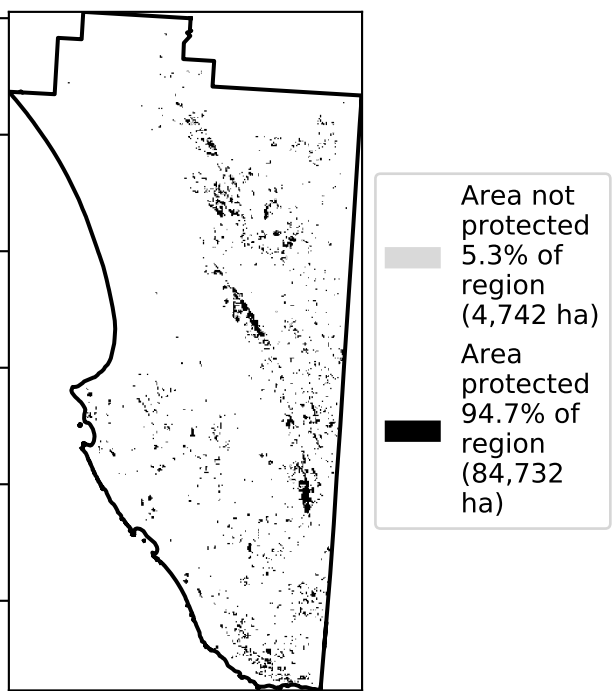 Area not
protected
5.3% of
region
(4,742 ha)
Area
protected
94.7% of
region
(84,732
ha)